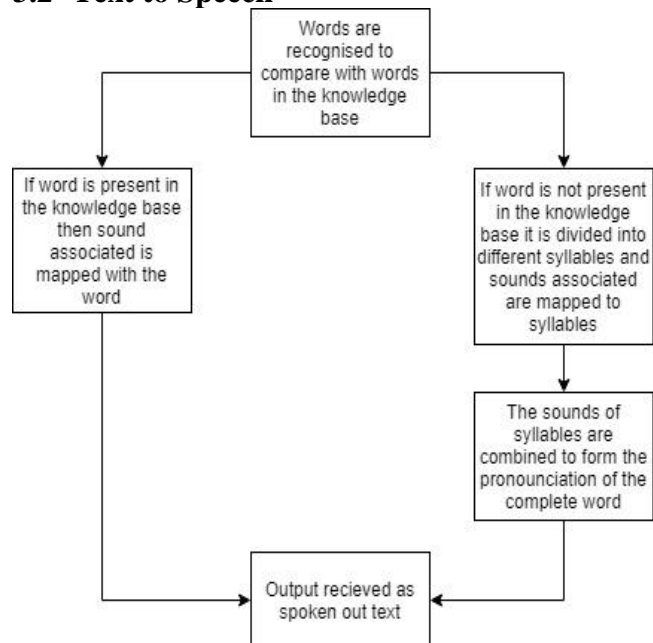 3.2 Text to Speech
Words are
recognised to
compare with words
in the knowledge
base
If word is present in
the knowledge base
then sound
associated is
mapped with the
word
If word is not present
in the knowledge
base it is divided into
different syllables and
sounds associated
are mapped to
syllables
The sounds of
syllables are
combined to form the
pronounciation of the
complete word
Output recieved as
spoken out text